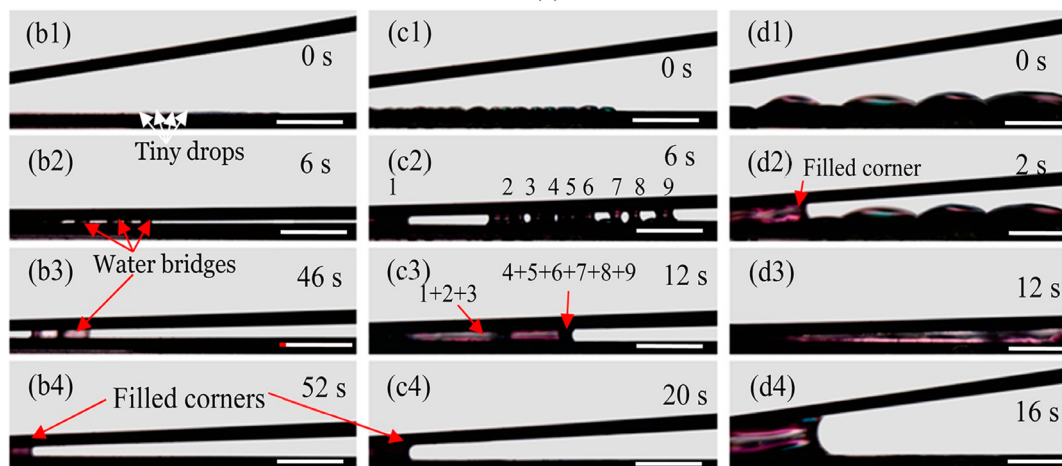 (b1)
0 s
Tiny drops
(c1)
0 s
(d1)
0 s
(b2)
6 s
Water bridges
(c2)
6 s
1 2 3 4 5 6 7 8 9
(d2)
Filled corner
2 s
(b3)
46 s
(c3)
4+5+6+7+8+9
12 s
1+2+3
(d3)
12 s
(b4)
52 s
Filled corners
(c4)
20 s
(d4)
16 s